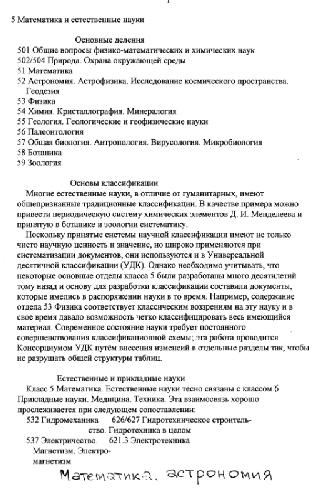 5 Математика и естественные науки
Основные деления
501 Общие вопросы физико-математических и химических наук
502/504 Природа. Охрана окружающей среды
51 Математика
52 Астрономия. Астрофизика. Исследование космического пространства.
Геодезия
53 Физика
54 Химия. Кристаллография. Минералогия
55 Геология. Геологические и геофизические науки
56 Палеонтология
57 Общая биология. Антропология. Вирусология. Микробиология
58 Ботаника
59 Зоология
Основы классификации
Многие естественные науки, в отличие от гуманитарных, имеют
общепризнанные традиционные классификации. В качестве примера можно
привести периодическую систему химических элементов Д. И. Менделеева и
принятую в ботанике и зоологии систематику.
Поскольку принятые системы научной классификации имеют не только
чисто научную ценность и значение, но широко применяются при
систематизации документов, они используются и в Универсальной
десятичной классификации (УДК). Однако необходимо учитывать, что
некоторые основные отделы класса 5 были разработаны много десятилетий
тому назад и основу для разработки классификации составили документы,
которые имелись в распоряжении науки в то время. Например, содержание
отдела 53 Физика соответствует классическим воззрениям на эту науку и в
свое время давало возможность четко классифицировать весь имеющийся
материал. Современное состояние науки требует постоянного
совершенствования классификационной схемы; эта работа проводится
Консорциумом УДК путём внесения изменений в отдельные разделы так, чтобы
не разрушать общей структуры таблиц.
Естественные и прикладные науки
Класс 5 Математика. Естественные науки тесно связаны с классом 6
Прикладные науки. Медицина. Техника. Эта взаимосвязь хорошо
прослеживается при следующем сопоставлении:
532 Гидромеханика 626/627 Гидротехническое строитель-
ство. Гидротехника в целом
537 Электричество. 621.3 Электротехника
Магнетизм. Электро-
магнетизм
Математика. астрономия